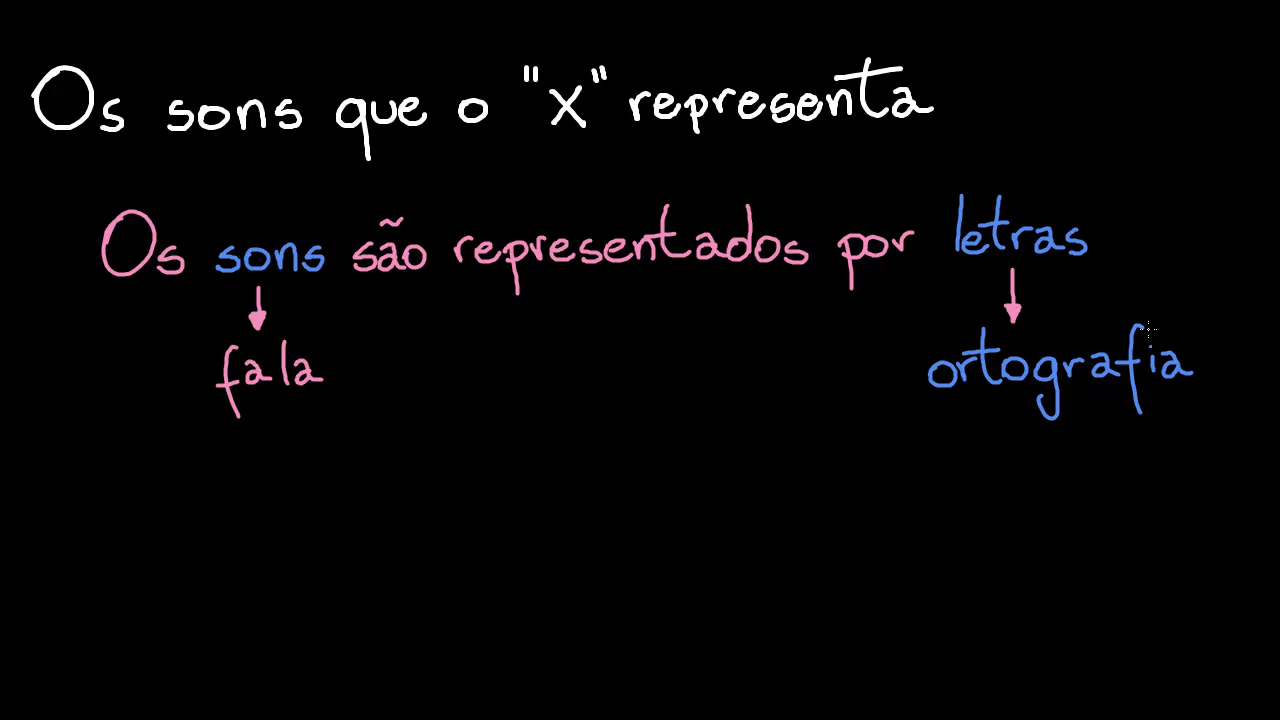 Os sons que o "x" representa
Os sons são representados por letras
fala
ortografia